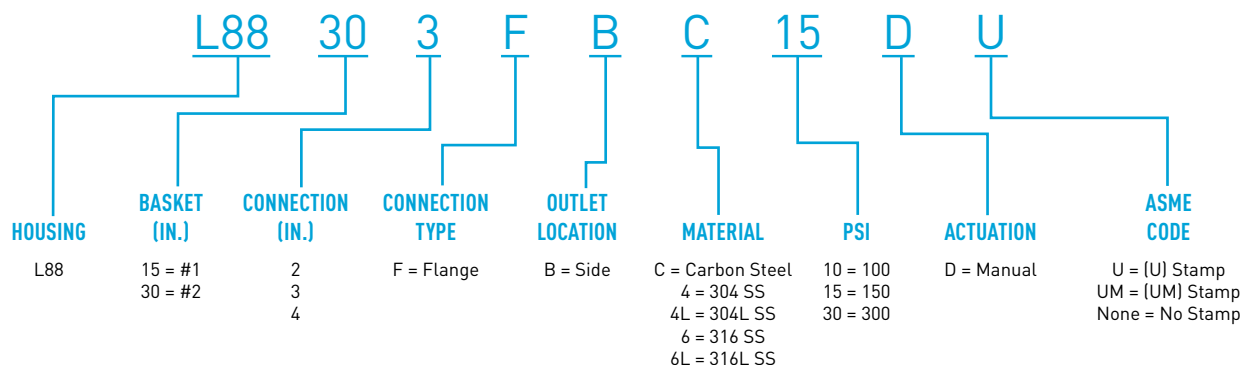 L88 30 3 F B C 15 D U
HOUSING
L88
BASKET
(IN.)
15 = #1
30 = #2
CONNECTION
(IN.)
2
3
4
CONNECTION
TYPE
F = Flange
OUTLET
LOCATION
B = Side
MATERIAL
C = Carbon Steel
4 = 304 SS
4L = 304L SS
6 = 316 SS
6L = 316L SS
PSI
10 = 100
15 = 150
30 = 300
ACTUATION
D = Manual
ASME
CODE
U = (U) Stamp
UM = (UM) Stamp
None = No Stamp